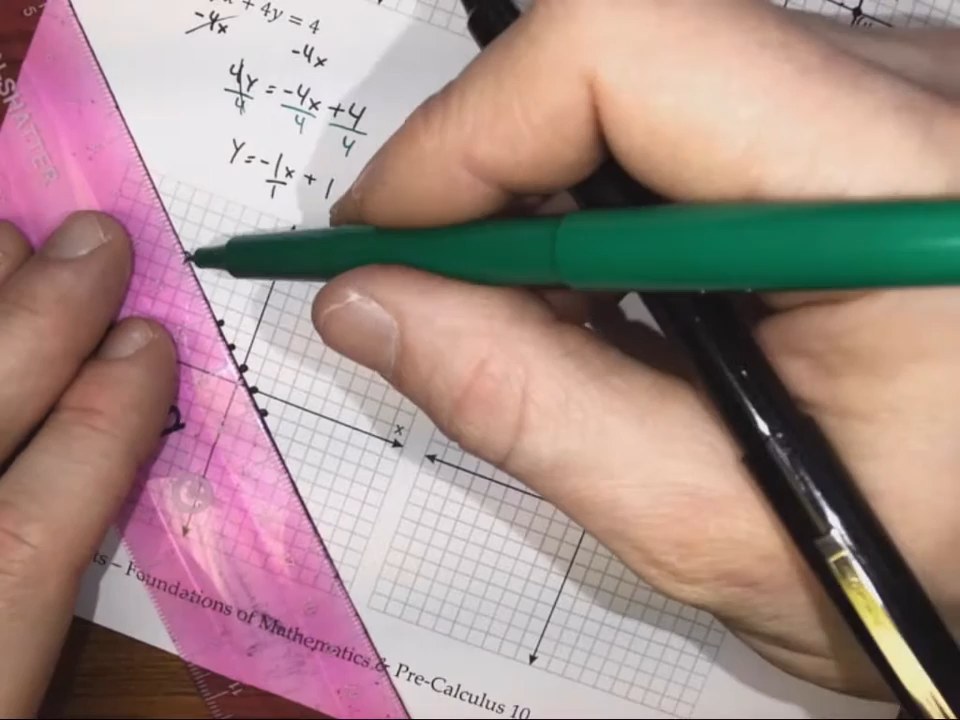 + 4y = 4
-4x
-4x
4y = -4x + 4
4 4 4
Y = -1x + 1
1
SHATTER
x
– Foundations of Mathematics & Pre-Calculus 10